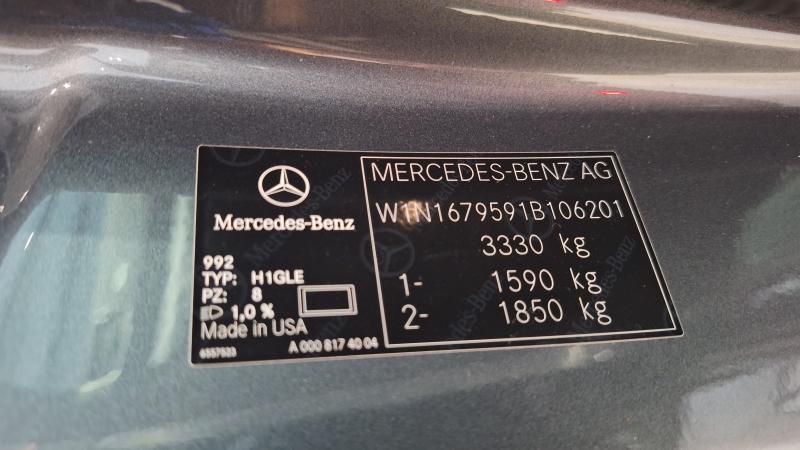 Mercedes-Benz
992
TYP: H1GLE
PZ: 8
1,0 %
Made in USA
6557523
A 000 817 40 04
MERCEDES-BENZ AG
W1N1679591B106201
3330 kg
1- 1590 kg
2- 1850 kg